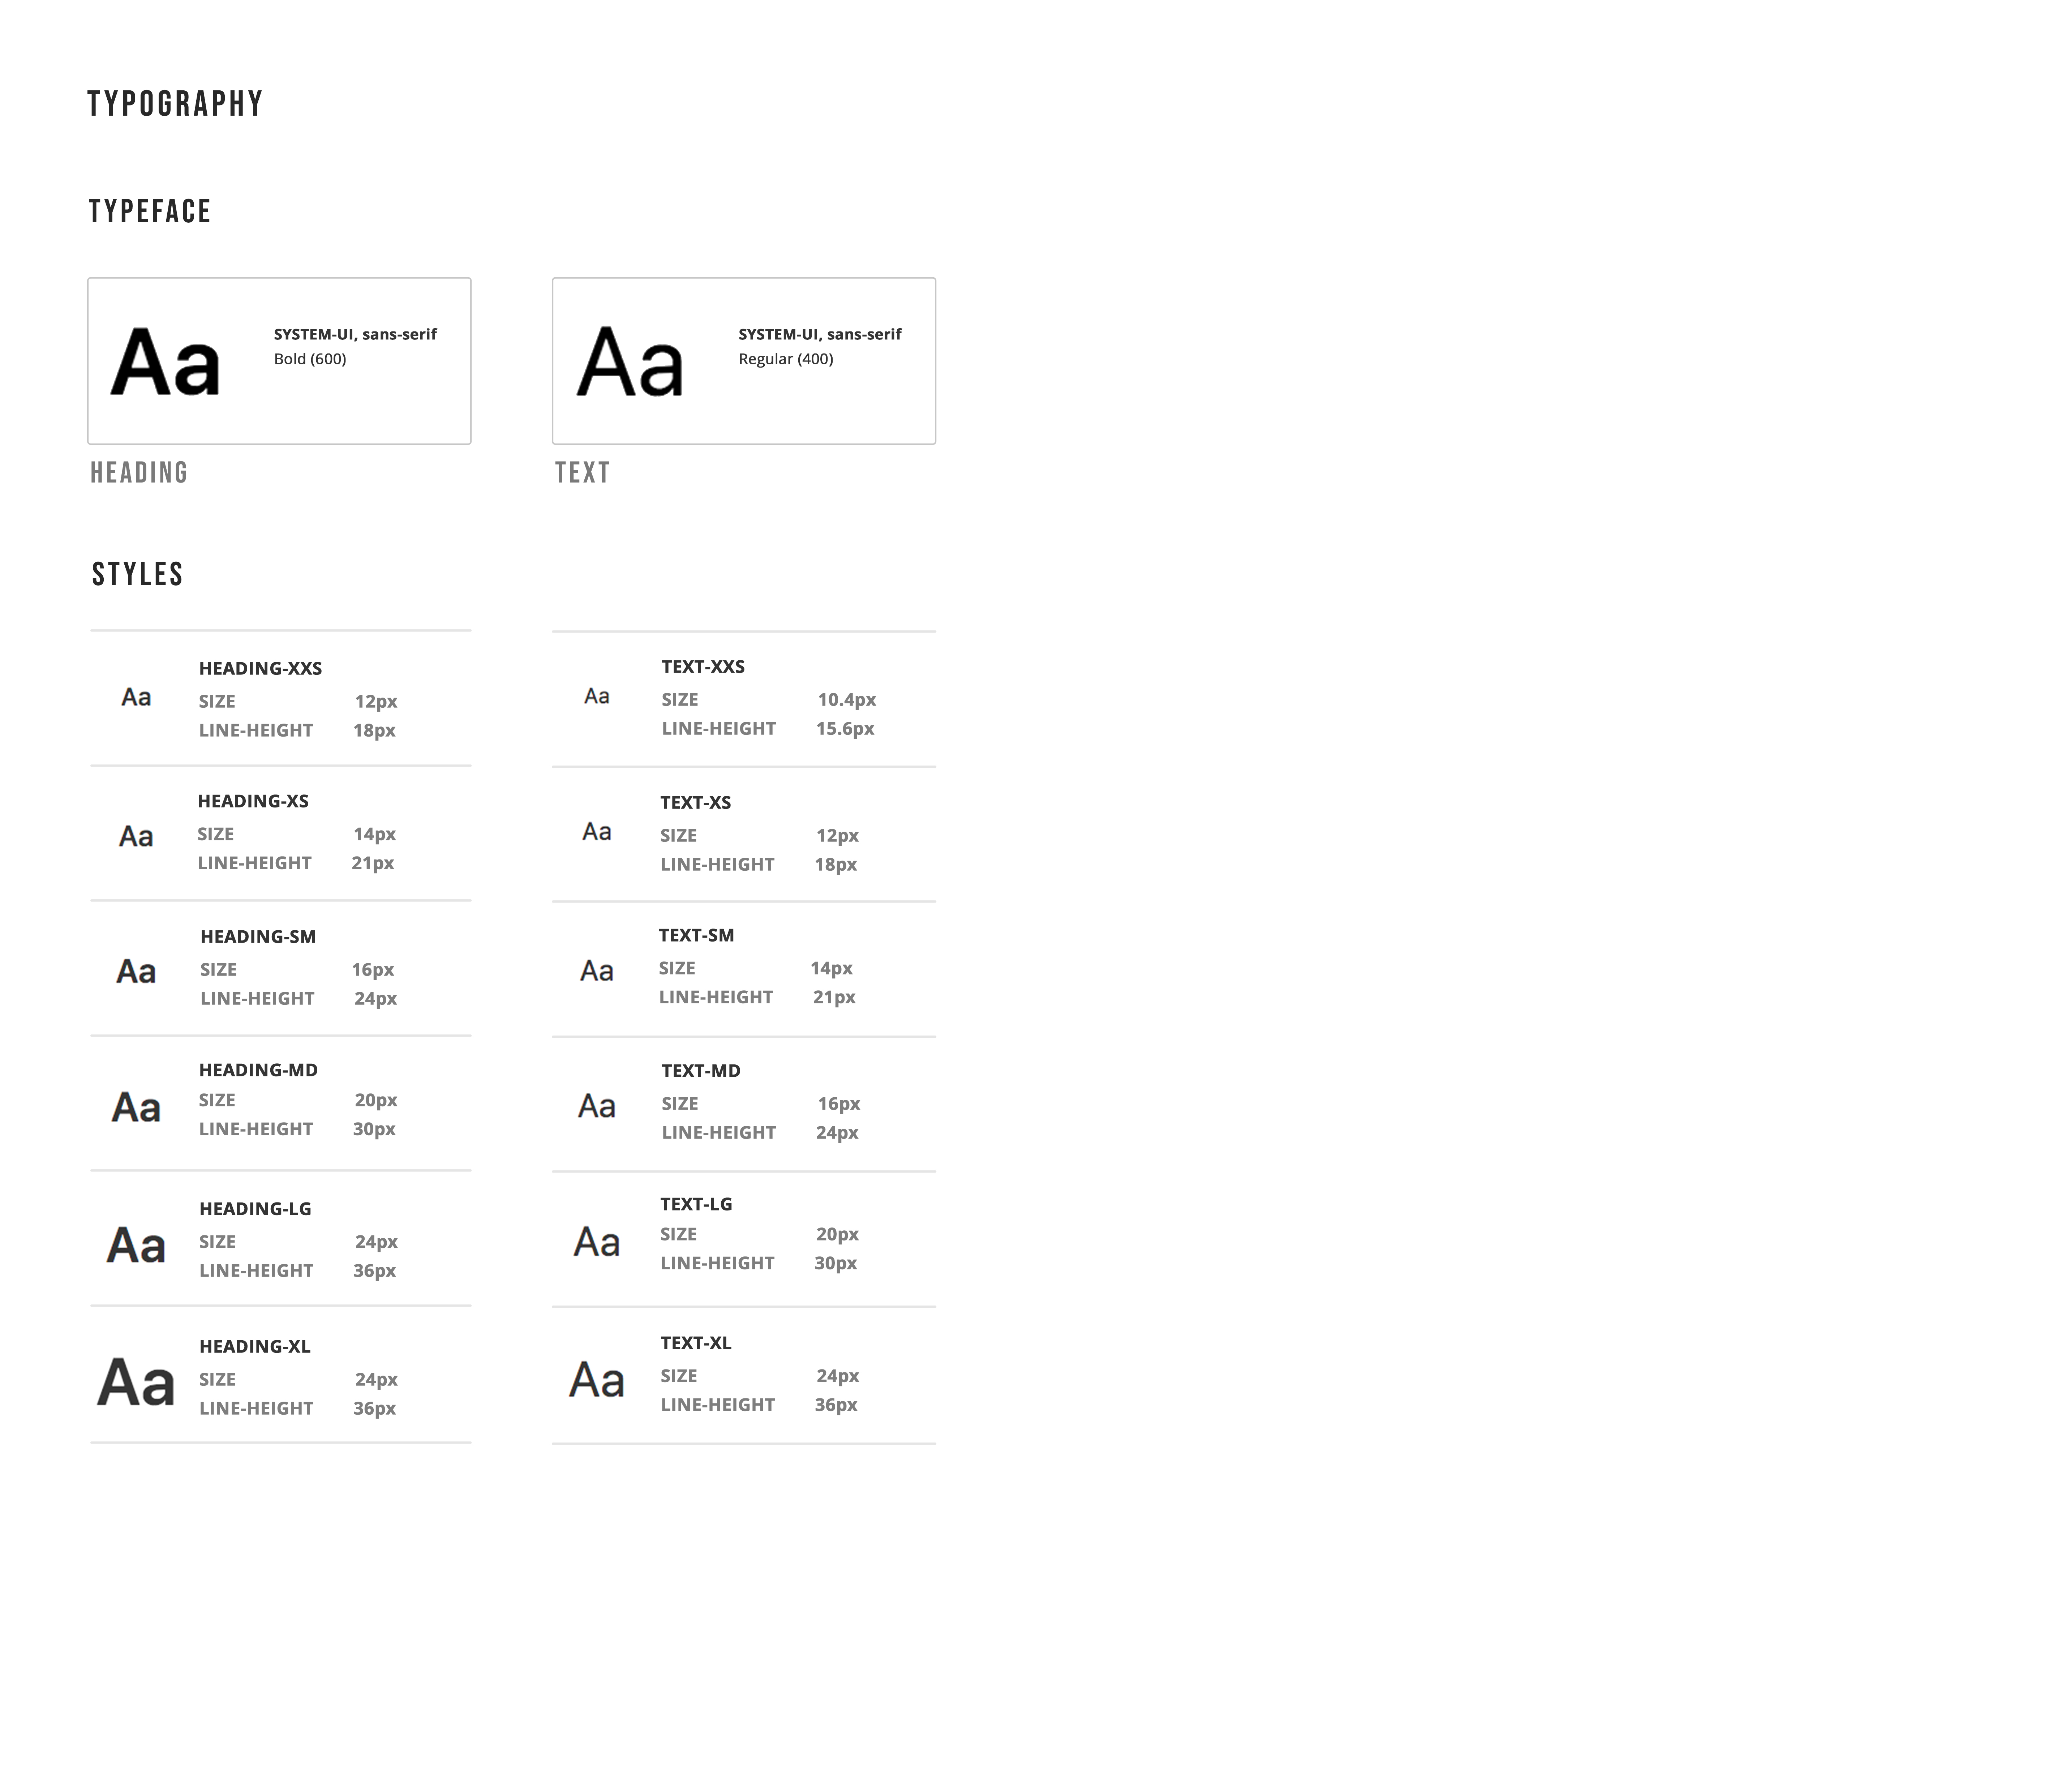 TYPOGRAPHY
TYPEFACE
Aa
SYSTEM-UI, sans-serif
Bold (600)
HEADING
Aa
SYSTEM-UI, sans-serif
Regular (400)
TEXT
STYLES
Aa
HEADING-XXS
SIZE 12px
LINE-HEIGHT 18px
Aa
HEADING-XS
SIZE 14px
LINE-HEIGHT 21px
Aa
HEADING-SM
SIZE 16px
LINE-HEIGHT 24px
Aa
HEADING-MD
SIZE 20px
LINE-HEIGHT 30px
Aa
HEADING-LG
SIZE 24px
LINE-HEIGHT 36px
Aa
HEADING-XL
SIZE 24px
LINE-HEIGHT 36px
Aa
TEXT-XXS
SIZE 10.4px
LINE-HEIGHT 15.6px
Aa
TEXT-XS
SIZE 12px
LINE-HEIGHT 18px
Aa
TEXT-SM
SIZE 14px
LINE-HEIGHT 21px
Aa
TEXT-MD
SIZE 16px
LINE-HEIGHT 24px
Aa
TEXT-LG
SIZE 20px
LINE-HEIGHT 30px
Aa
TEXT-XL
SIZE 24px
LINE-HEIGHT 36px